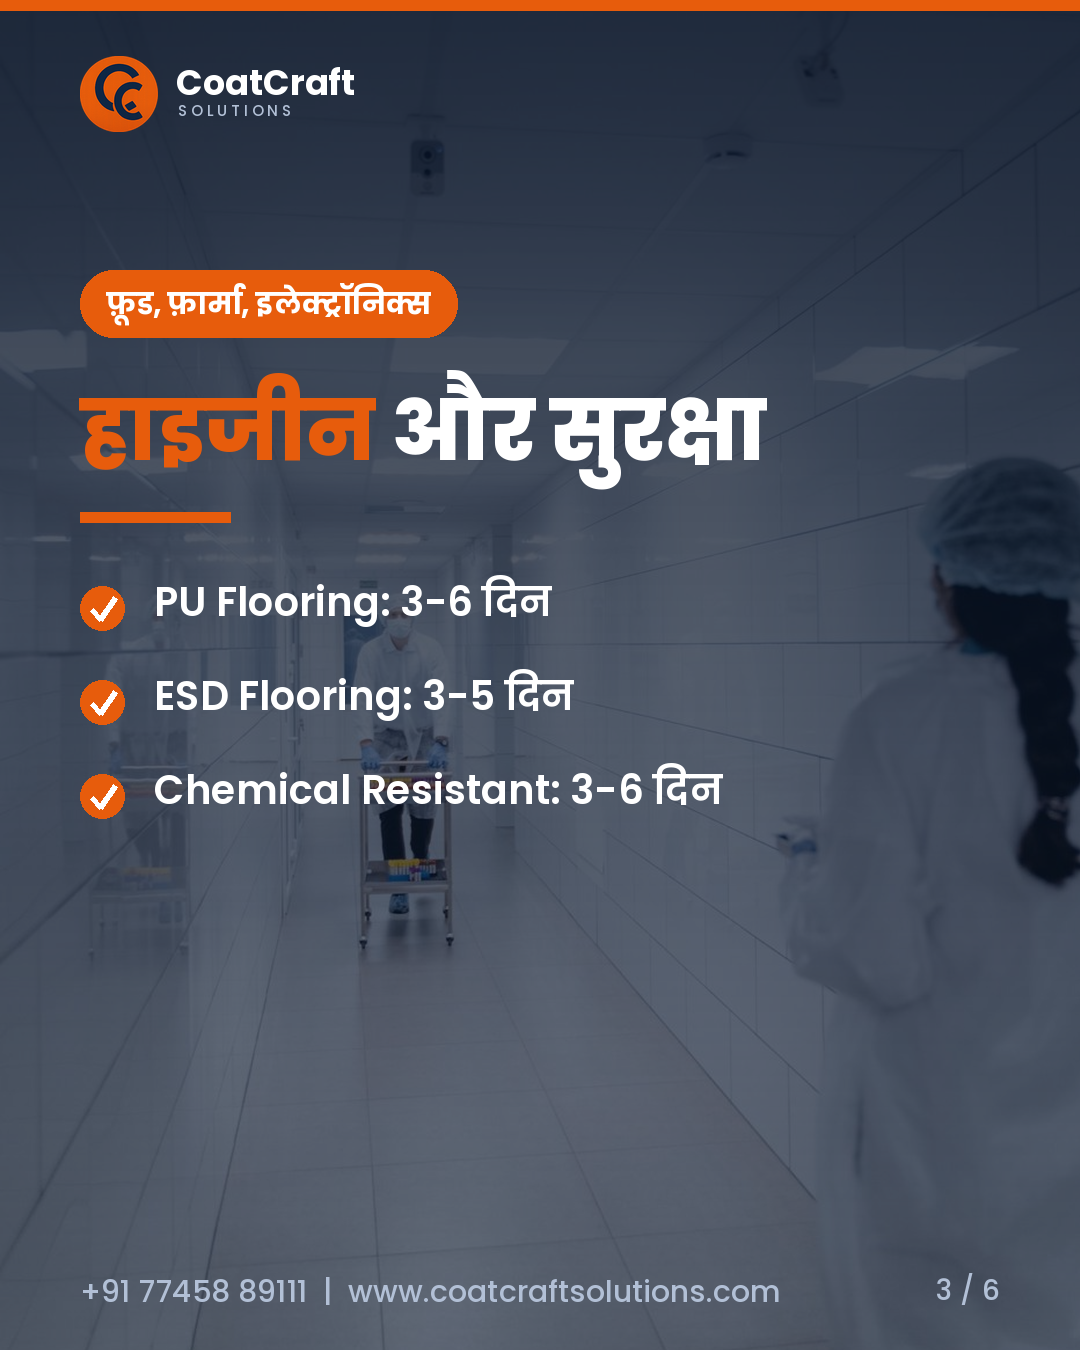 CoatCraft
SOLUTIONS
फ़ूड, फ़ार्मा, इलेक्ट्रॉनिक्स
हाइजीन और सुरक्षा
PU Flooring: 3-6 दिन
ESD Flooring: 3-5 दिन
Chemical Resistant: 3-6 दिन
+91 77458 89111 | www.coatcraftsolutions.com
3 / 6